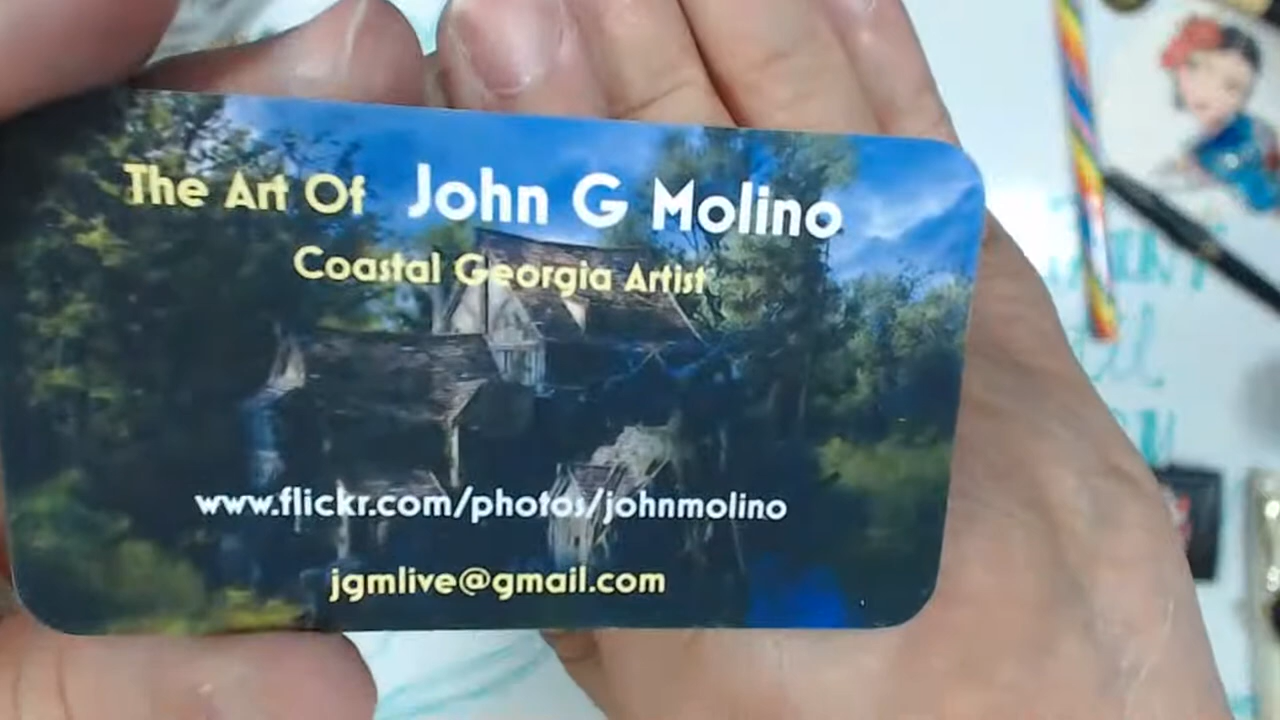 The Art Of John G Molino
Coastal Georgia Artist
www.flickr.com/photos/johnmolino
jgmlive@gmail.com